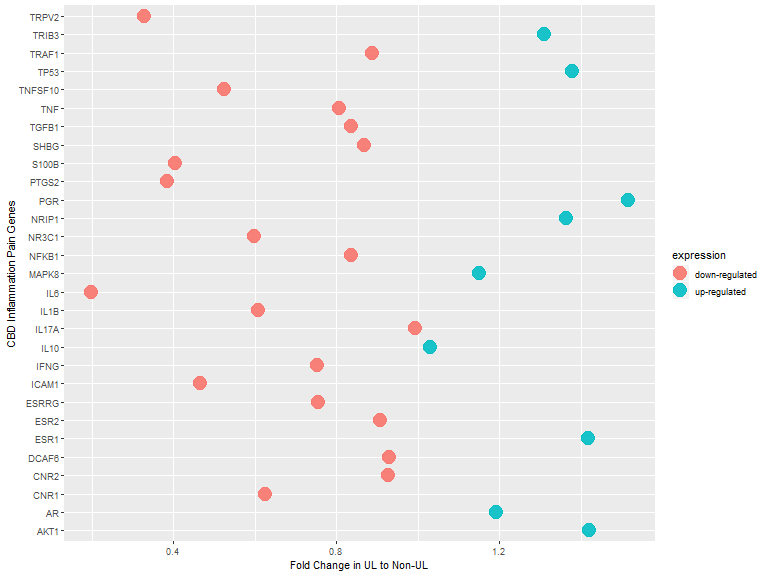 TRPV2
TRIB3
TRAF1
TP53
TNFSF10
TNF
TGFB1
SHBG
S100B
PTGS2
PGR
NRIP1
NR3C1
NFKB1
MAPK8
IL6
IL1B
IL17A
IL10
IFNG
ICAM1
ESRRG
ESR2
ESR1
DCAF6
CNR2
CNR1
AR
AKT1
CBD Inflammation Pain Genes
0.4 0.8 1.2
Fold Change in UL to Non-UL
expression
down-regulated
up-regulated